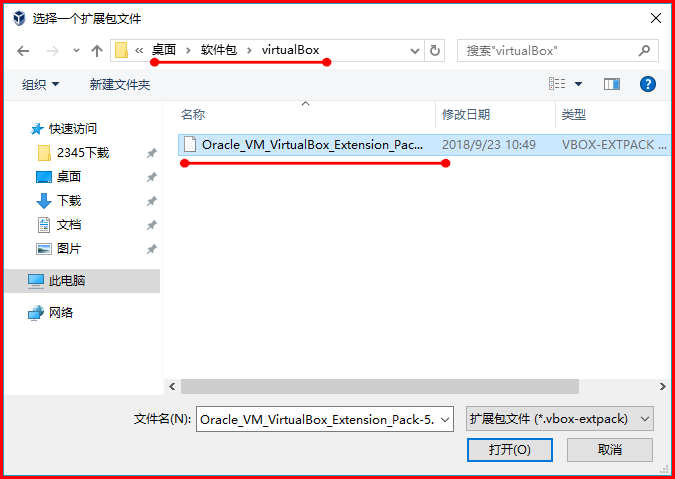 选择一个扩展包文件
« 桌面 › 软件包 › virtualBox
搜索"virtualBox"
组织
新建文件夹
?
名称
修改日期
类型
快速访问
2345下载
桌面
下载
文档
图片
此电脑
网络
Oracle_VM_VirtualBox_Extension_Pac...
2018/9/23 10:49
VBOX-EXTPACK ...
文件名(N):
Oracle_VM_VirtualBox_Extension_Pack-5.
扩展包文件 (*.vbox-extpack)
打开(O)
取消